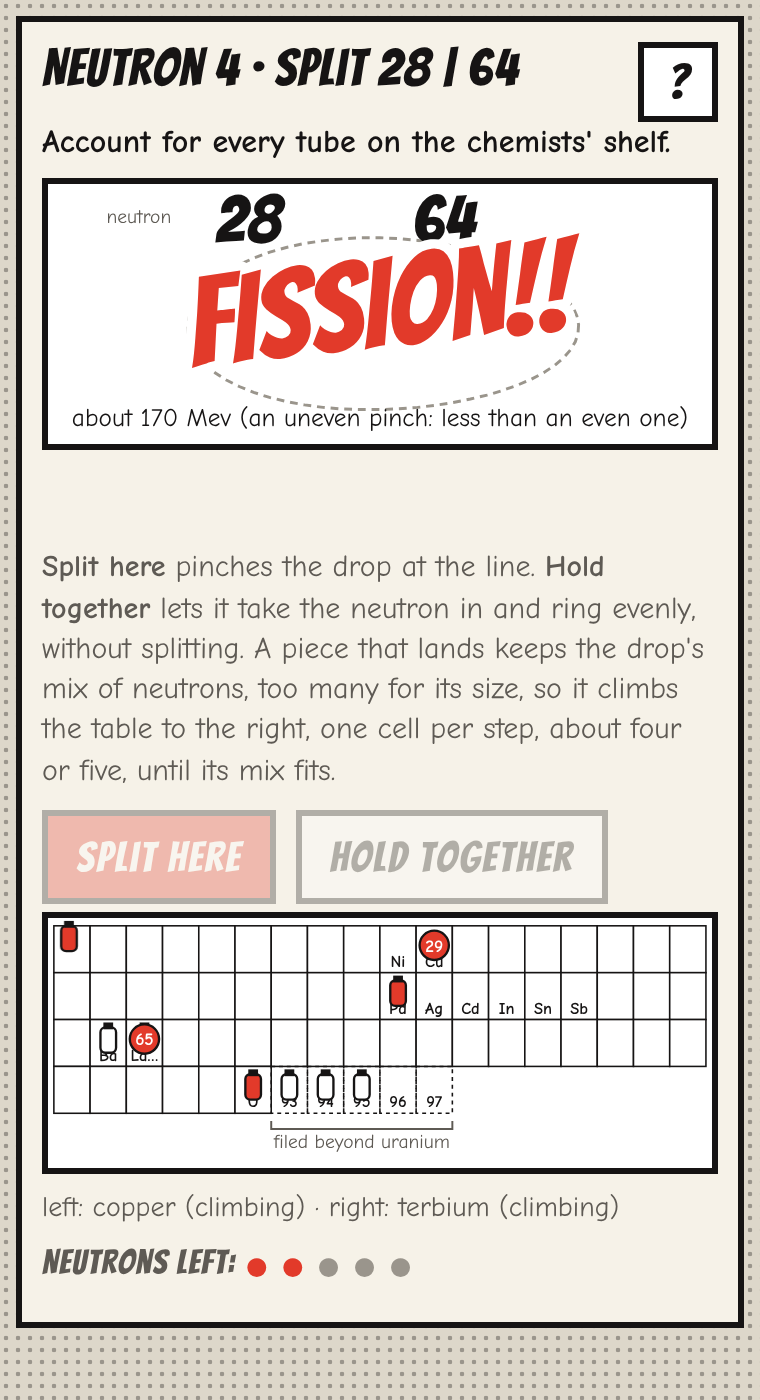 NEUTRON 4 • SPLIT 28 | 64
?
Account for every tube on the chemists' shelf.
neutron
28
64
FISSION!!
about 170 Mev (an uneven pinch: less than an even one)
Split here pinches the drop at the line. Hold
together lets it take the neutron in and ring evenly,
without splitting. A piece that lands keeps the drop's
mix of neutrons, too many for its size, so it climbs
the table to the right, one cell per step, about four
or five, until its mix fits.
SPLIT HERE
HOLD TOGETHER
29
Ni Cu
Pd Ag Cd In Sn Sb
65
Ba La...
U 93 94 95 96 97
filed beyond uranium
left: copper (climbing) · right: terbium (climbing)
NEUTRONS LEFT: